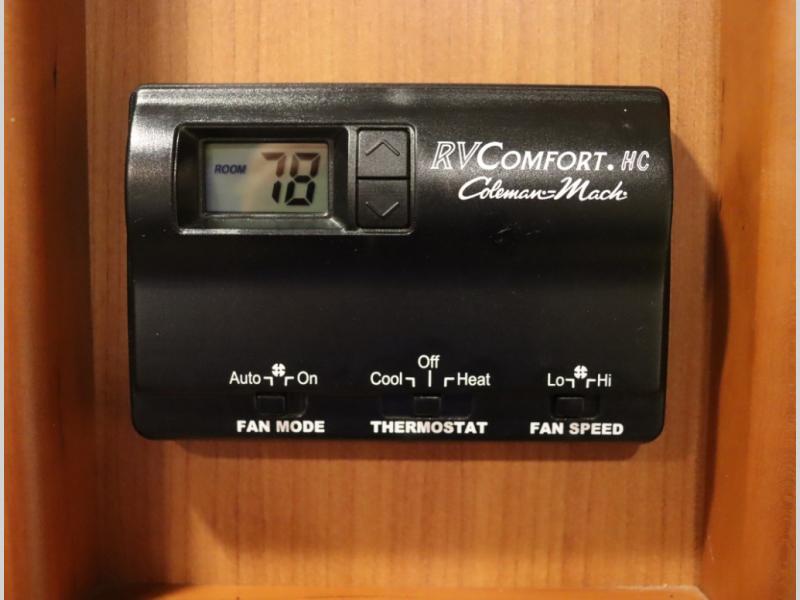 ROOM 78
RVCOMFORT. HC
Coleman-Mach
Off
Auto On Cool Heat Lo Hi
FAN MODE THERMOSTAT FAN SPEED